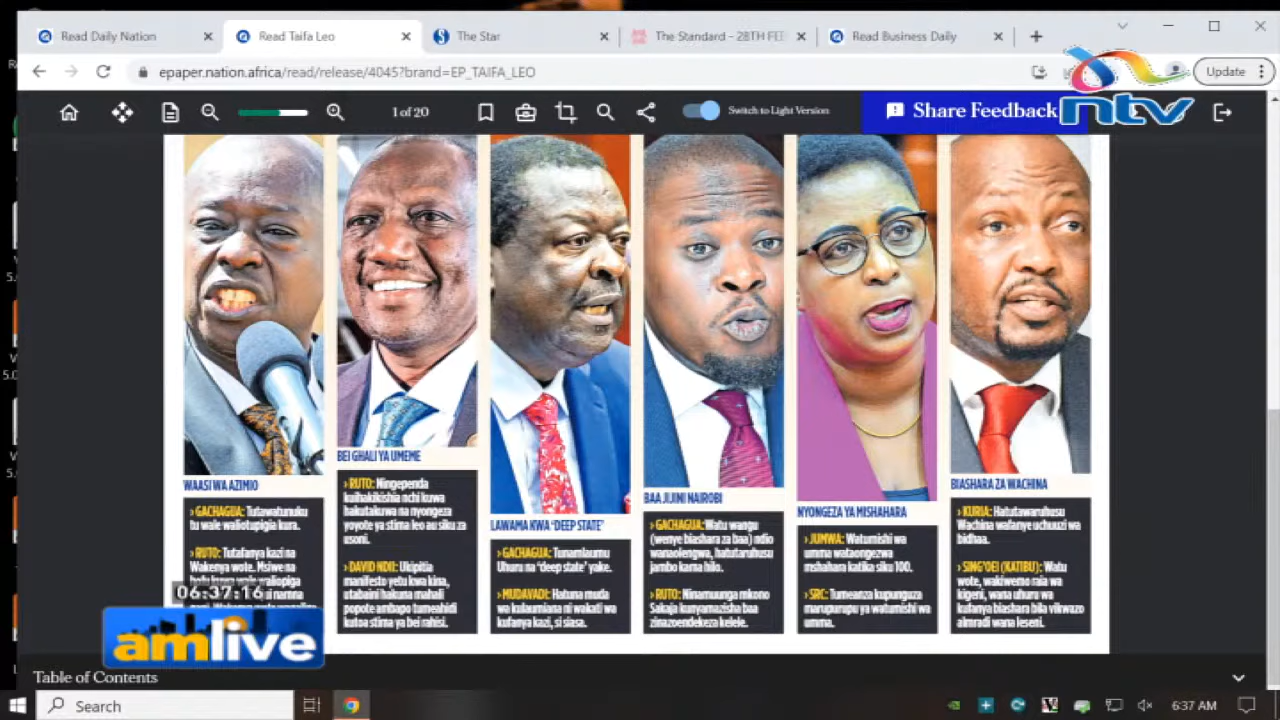 Read Daily Nation
Read Taifa Leo
The Star
The Standard - 28TH FEB
Read Business Daily
epaper.nation.africa/read/release/4045?brand=EP_TAIFA_LEO
Update
1 of 20
Switch to Light Version
Share Feedback
ntv
WAASI WA AZIMIO
› GACHAGUA: Tutawatunuku
tu wale waliotupigia kura.
› RUTO: Tutafanya kazi na
Wakenya wote. Msiwe na
BEI GHALI YA UMEME
› RUTO: Ningependa
kuihakikishia nchi kuwa
hakutakuwa na nyongeza
yoyote ya stima leo au siku za
usoni.
› DAVID NDII: Ukipitia
manifesto yetu kwa kina,
utabaini hakuna mahali
popote ambapo tumeahidi
kutoa stima ya bei rahisi.
LAWAMA KWA 'DEEP STATE'
› GACHAGUA: Tunamlaumu
Uhuru na 'deep state' yake.
› MUDAVADI: Hatuna muda
wa kulaumiana ni wakati wa
kufanya kazi, si siasa.
BAA JIJINI NAIROBI
› GACHAGUA: Watu wangu
(wenye biashara za baa) ndio
wanaolengwa, hututaruhusu
jambo kama hilo.
› RUTO: Ninamuunga mkono
Sakaja kunyamazisha baa
zinazoendekeza kelele.
NYONGEZA YA MISHAHARA
› JUMWA: Watumishi wa
umma wataongezwa
mshahara katika siku 100.
› SRC: Tumeanza kupunguza
marupurupu ya watumishi wa
umma.
BIASHARA ZA WACHINA
› KURIA: Hatutawaruhusu
Wachina wafanye uchuuzi wa
bidhaa.
› SING'OEI (KATIBU): Watu
wote, wakiwemo raia wa
kigeni, wana uhuru wa
kufanya biashara bila vikwazo
almradi wana leseni.
06:37:16
amlive
Table of Contents
Search
6:37 AM